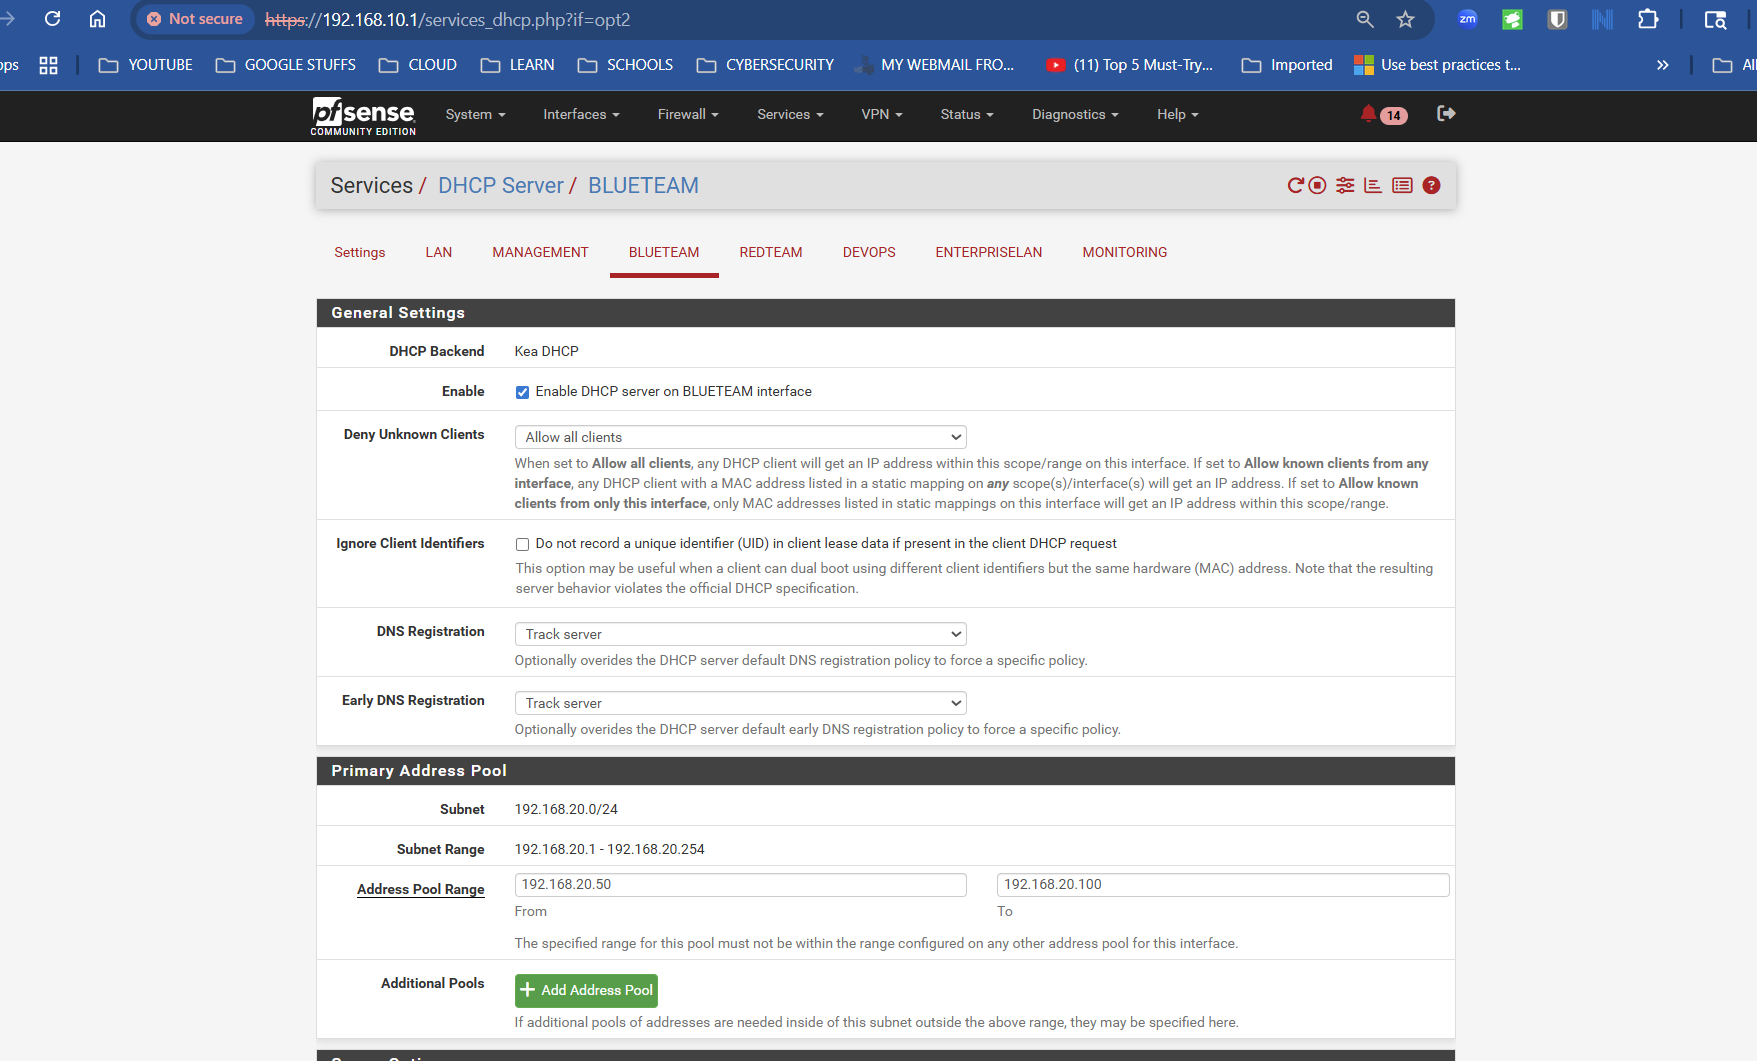 Not secure https://192.168.10.1/services_dhcp.php?if=opt2 zm
YOUTUBE GOOGLE STUFFS CLOUD LEARN SCHOOLS CYBERSECURITY MY WEBMAIL FRO... (11) Top 5 Must-Try... Imported Use best practices t... » All
pfsense System Interfaces Firewall Services VPN Status Diagnostics Help 14
COMMUNITY EDITION
Services / DHCP Server / BLUETEAM
Settings LAN MANAGEMENT BLUETEAM REDTEAM DEVOPS ENTERPRISELAN MONITORING
General Settings
DHCP Backend Kea DHCP
Enable Enable DHCP server on BLUETEAM interface
Deny Unknown Clients Allow all clients
When set to Allow all clients, any DHCP client will get an IP address within this scope/range on this interface. If set to Allow known clients from any
interface, any DHCP client with a MAC address listed in a static mapping on any scope(s)/interface(s) will get an IP address. If set to Allow known
clients from only this interface, only MAC addresses listed in static mappings on this interface will get an IP address within this scope/range.
Ignore Client Identifiers Do not record a unique identifier (UID) in client lease data if present in the client DHCP request
This option may be useful when a client can dual boot using different client identifiers but the same hardware (MAC) address. Note that the resulting
server behavior violates the official DHCP specification.
DNS Registration Track server
Optionally overides the DHCP server default DNS registration policy to force a specific policy.
Early DNS Registration Track server
Optionally overides the DHCP server default early DNS registration policy to force a specific policy.
Primary Address Pool
Subnet 192.168.20.0/24
Subnet Range 192.168.20.1 - 192.168.20.254
Address Pool Range 192.168.20.50 192.168.20.100
From To
The specified range for this pool must not be within the range configured on any other address pool for this interface.
Additional Pools + Add Address Pool
If additional pools of addresses are needed inside of this subnet outside the above range, they may be specified here.